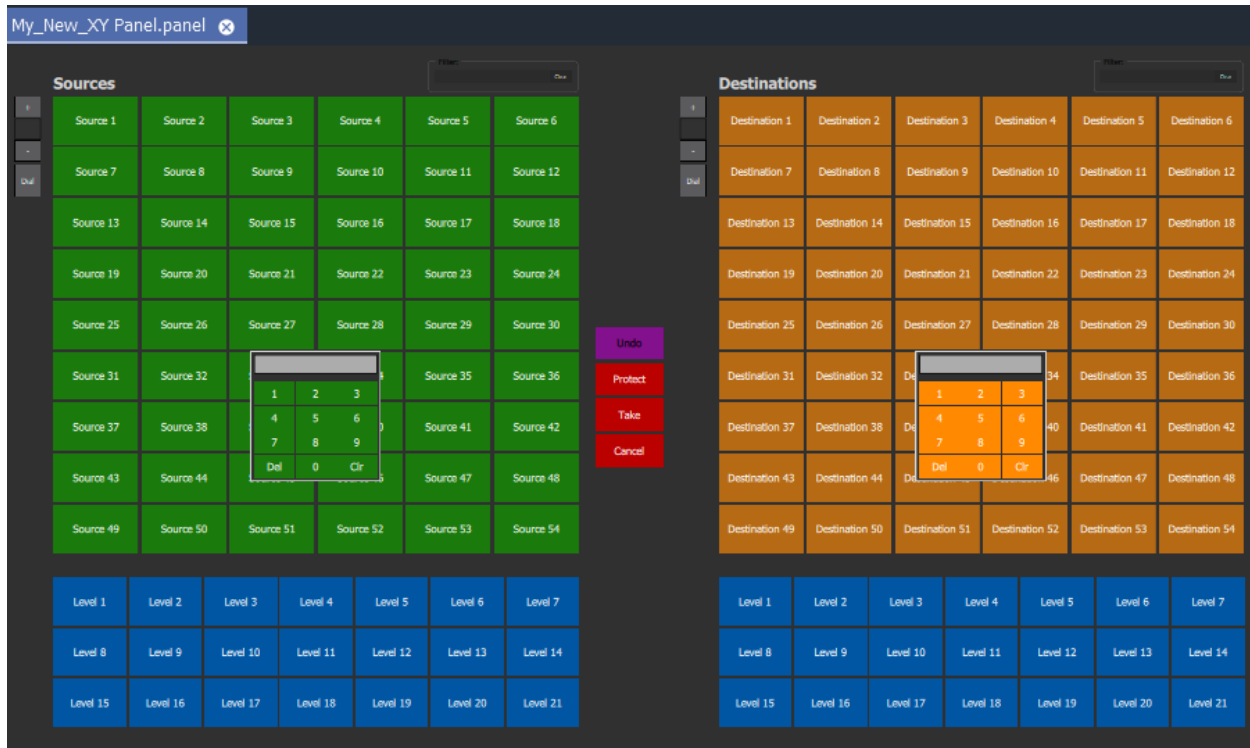 My_New_XY Panel.panel
Filter:
Sources
Clear
+
-
Dial
Source 1 Source 2 Source 3 Source 4 Source 5 Source 6
Source 7 Source 8 Source 9 Source 10 Source 11 Source 12
Source 13 Source 14 Source 15 Source 16 Source 17 Source 18
Source 19 Source 20 Source 21 Source 22 Source 23 Source 24
Source 25 Source 26 Source 27 Source 28 Source 29 Source 30
Source 31 Source 32 Source 35 Source 36
Source 37 Source 38 Source 41 Source 42
Source 43 Source 44 Source 47 Source 48
Source 49 Source 50 Source 51 Source 52 Source 53 Source 54
1 2 3
4 5 6
7 8 9
Del 0 Clr
Level 1 Level 2 Level 3 Level 4 Level 5 Level 6 Level 7
Level 8 Level 9 Level 10 Level 11 Level 12 Level 13 Level 14
Level 15 Level 16 Level 17 Level 18 Level 19 Level 20 Level 21
Undo
Protect
Take
Cancel
Filter:
Destinations
Clear
+
-
Dial
Destination 1 Destination 2 Destination 3 Destination 4 Destination 5 Destination 6
Destination 7 Destination 8 Destination 9 Destination 10 Destination 11 Destination 12
Destination 13 Destination 14 Destination 15 Destination 16 Destination 17 Destination 18
Destination 19 Destination 20 Destination 21 Destination 22 Destination 23 Destination 24
Destination 25 Destination 26 Destination 27 Destination 28 Destination 29 Destination 30
Destination 31 Destination 32 34 Destination 35 Destination 36
Destination 37 Destination 38 40 Destination 41 Destination 42
Destination 43 Destination 44 46 Destination 47 Destination 48
Destination 49 Destination 50 Destination 51 Destination 52 Destination 53 Destination 54
1 2 3
4 5 6
7 8 9
Del 0 Clr
Level 1 Level 2 Level 3 Level 4 Level 5 Level 6 Level 7
Level 8 Level 9 Level 10 Level 11 Level 12 Level 13 Level 14
Level 15 Level 16 Level 17 Level 18 Level 19 Level 20 Level 21